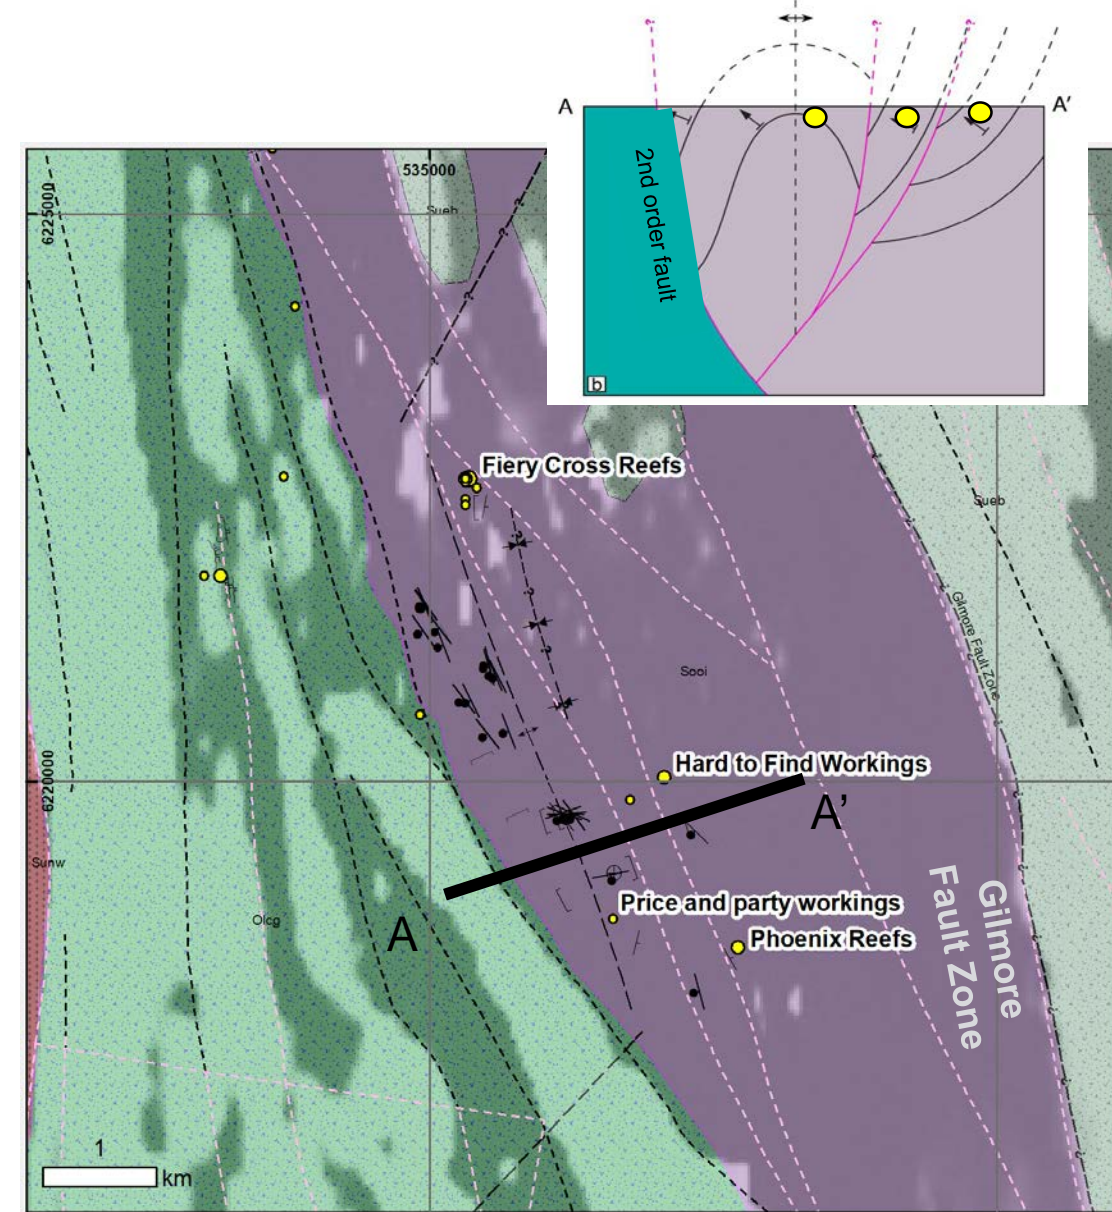 A
A'
2nd order fault
b
535000
6225000
Sueb
?
?
?
Fiery Cross Reefs
Sueb
?
?
?
Gilmore Fault Zone
Sooi
Hard to Find Workings
6220000
A'
Sunw
Olcg
A
Price and party workings
Phoenix Reefs
Gilmore
Fault Zone
1
km